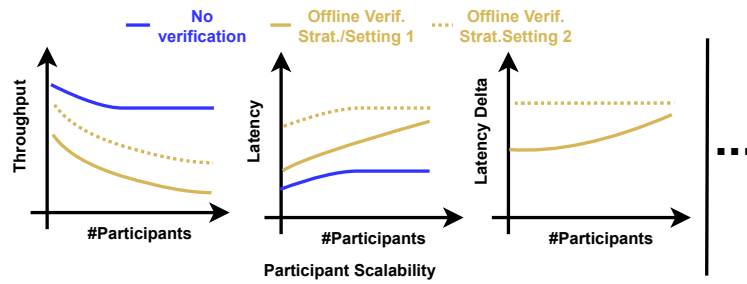 No
verification
Offline Verif.
Strat./Setting 1
Offline Verif.
Strat.Setting 2
Throughput
#Participants
Latency
#Participants
Latency Delta
#Participants
...
Participant Scalability